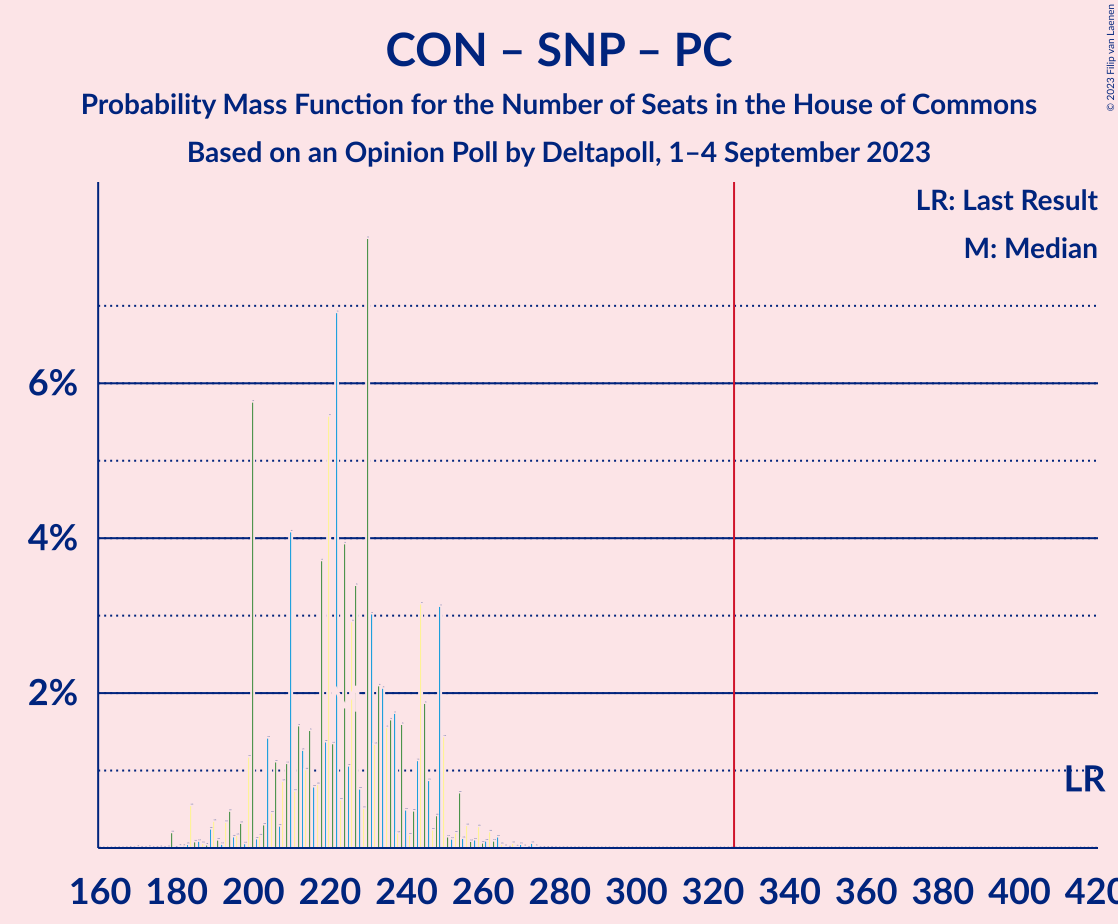 CON – SNP – PC
Probability Mass Function for the Number of Seats in the House of Commons
Based on an Opinion Poll by Deltapoll, 1–4 September 2023
© 2023 Filip van Laenen
LR: Last Result
M: Median
6%
4%
2%
LR
160 180 200 220 240 260 280 300 320 340 360 380 400 420